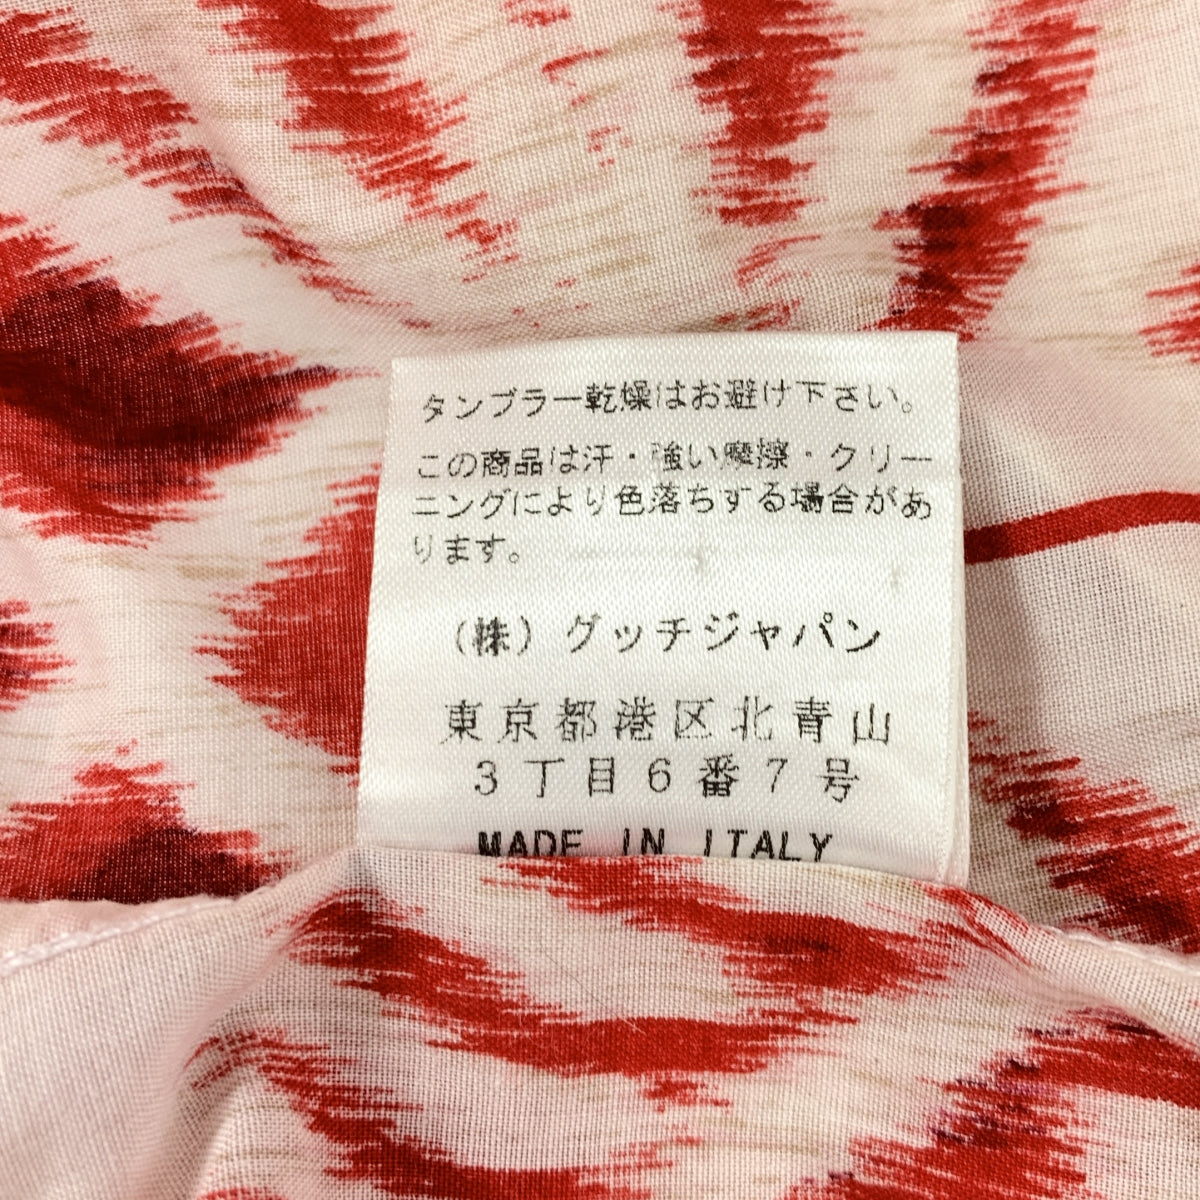 タンブラー乾燥はお避け下さい。
この商品は汗・強い摩擦・クリー
ニングにより色落ちする場合があ
ります。
(株)グッチジャパン
東京都港区北青山
3丁目6番7号
MADE IN ITALY